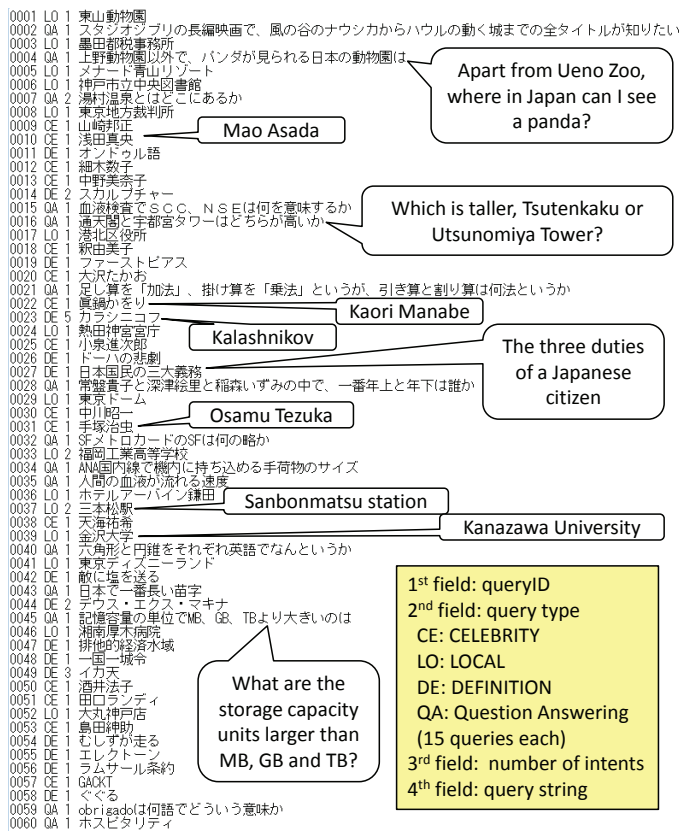 0001 LO 1 東山動物園
0002 QA 1 スタジオジブリの長編映画で、風の谷のナウシカからハウルの動く城までの全タイトルが知りたい
0003 LO 1 墨田都税事務所
0004 QA 1 上野動物園以外で、パンダが見られる日本の動物園は
0005 LO 1 メナード青山リゾート
0006 LO 1 神戸市立中央図書館
0007 QA 2 湯村温泉とはどこにあるか
0008 LO 1 東京地方裁判所
0009 CE 1 山崎邦正
0010 CE 1 浅田真央
0011 DE 1 オンドゥル語
0012 CE 1 細木数子
0013 CE 1 中野美奈子
0014 DE 2 スカルプチャー
0015 QA 1 血液検査でSCC、NSEは何を意味するか
0016 QA 1 通天閣と宇都宮タワーはどちらが高いか
0017 LO 1 港北区役所
0018 CE 1 釈由美子
0019 DE 1 ファーストピアス
0020 CE 1 大沢たかお
0021 QA 1 足し算を「加法」、掛け算を「乗法」というが、引き算と割り算は何法というか
0022 CE 1 眞鍋かをり
0023 DE 5 カラシニコフ
0024 LO 1 熱田神宮宮庁
0025 CE 1 小泉進次郎
0026 DE 1 ドーハの悲劇
0027 DE 1 日本国民の三大義務
0028 QA 1 常盤貴子と深津絵里と稲森いずみの中で、一番年上と年下は誰か
0029 LO 1 東京ドーム
0030 CE 1 中川昭一
0031 CE 1 手塚治虫
0032 QA 1 SFメトロカードのSFは何の略か
0033 LO 2 福岡工業高等学校
0034 QA 1 ANA国内線で機内に持ち込める手荷物のサイズ
0035 QA 1 人間の血液が流れる速度
0036 LO 1 ホテルアーバイン鎌田
0037 LO 2 三本松駅
0038 CE 1 天海祐希
0039 LO 1 金沢大学
0040 QA 1 六角形と円錐をそれぞれ英語でなんというか
0041 LO 1 東京ディズニーランド
0042 DE 1 敵に塩を送る
0043 QA 1 日本で一番長い苗字
0044 DE 2 デウス・エクス・マキナ
0045 QA 1 記憶容量の単位でMB、GB、TBより大きいのは
0046 LO 1 湘南厚木病院
0047 DE 1 排他的経済水域
0048 DE 1 一国一城令
0049 DE 3 イカ天
0050 CE 1 酒井法子
0051 CE 1 田口ランディ
0052 LO 1 大丸神戸店
0053 CE 1 島田紳助
0054 DE 1 むしずが走る
0055 DE 1 エレクトーン
0056 DE 1 ラムサール条約
0057 CE 1 GACKT
0058 DE 1 ぐぐる
0059 QA 1 obrigadoは何語でどういう意味か
0060 QA 1 ホスピタリティ
Apart from Ueno Zoo,
where in Japan can I see
a panda?
Mao Asada
Which is taller, Tsutenkaku or
Utsunomiya Tower?
Kaori Manabe
Kalashnikov
The three duties
of a Japanese
citizen
Osamu Tezuka
Sanbonmatsu station
Kanazawa University
What are the
storage capacity
units larger than
MB, GB and TB?
1st field: queryID
2nd field: query type
CE: CELEBRITY
LO: LOCAL
DE: DEFINITION
QA: Question Answering
(15 queries each)
3rd field: number of intents
4th field: query string